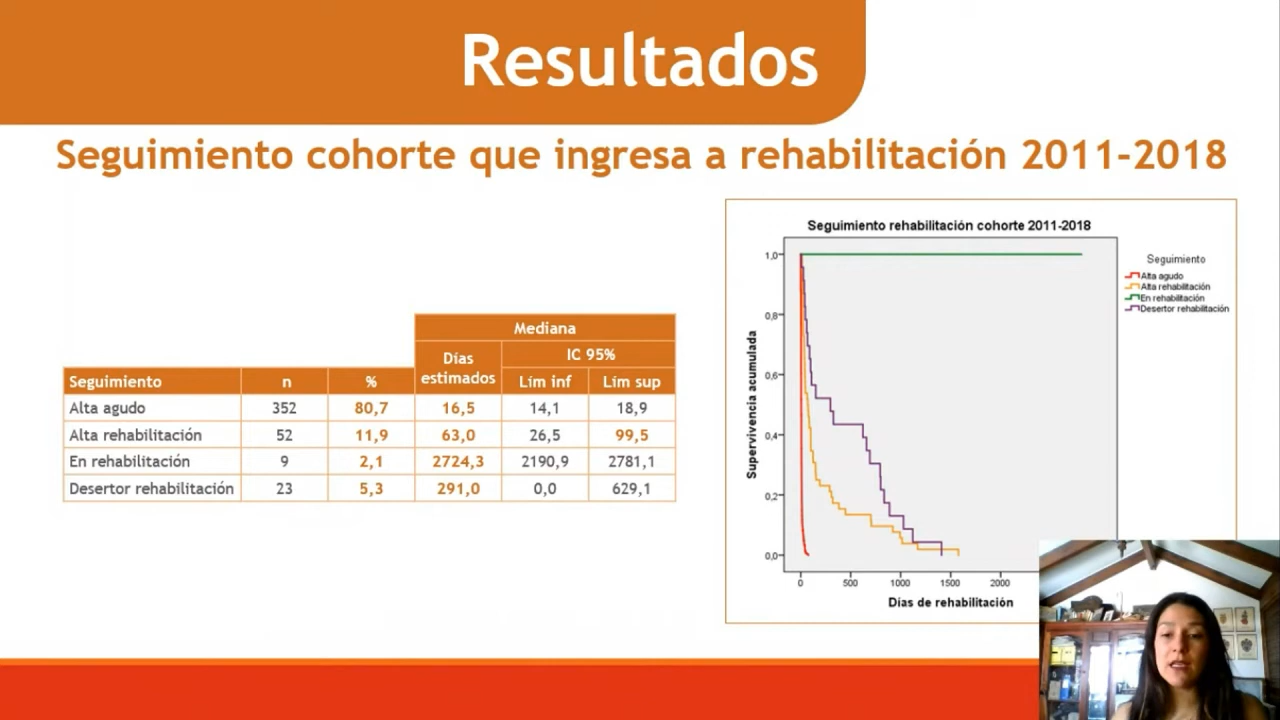 Resultados
Seguimiento cohorte que ingresa a rehabilitación 2011-2018
Mediana
Días estimados
IC 95%
Seguimiento n % Lím inf Lím sup
Alta agudo 352 80,7 16,5 14,1 18,9
Alta rehabilitación 52 11,9 63,0 26,5 99,5
En rehabilitación 9 2,1 2724,3 2190,9 2781,1
Desertor rehabilitación 23 5,3 291,0 0,0 629,1
Seguimiento rehabilitación cohorte 2011-2018
Supervivencia acumulada
1,0
0,8
0,6
0,4
0,2
0,0
0 500 1000 1500 2000
Días de rehabilitación
Seguimiento
Alta agudo
Alta rehabilitación
En rehabilitación
Desertor rehabilitación